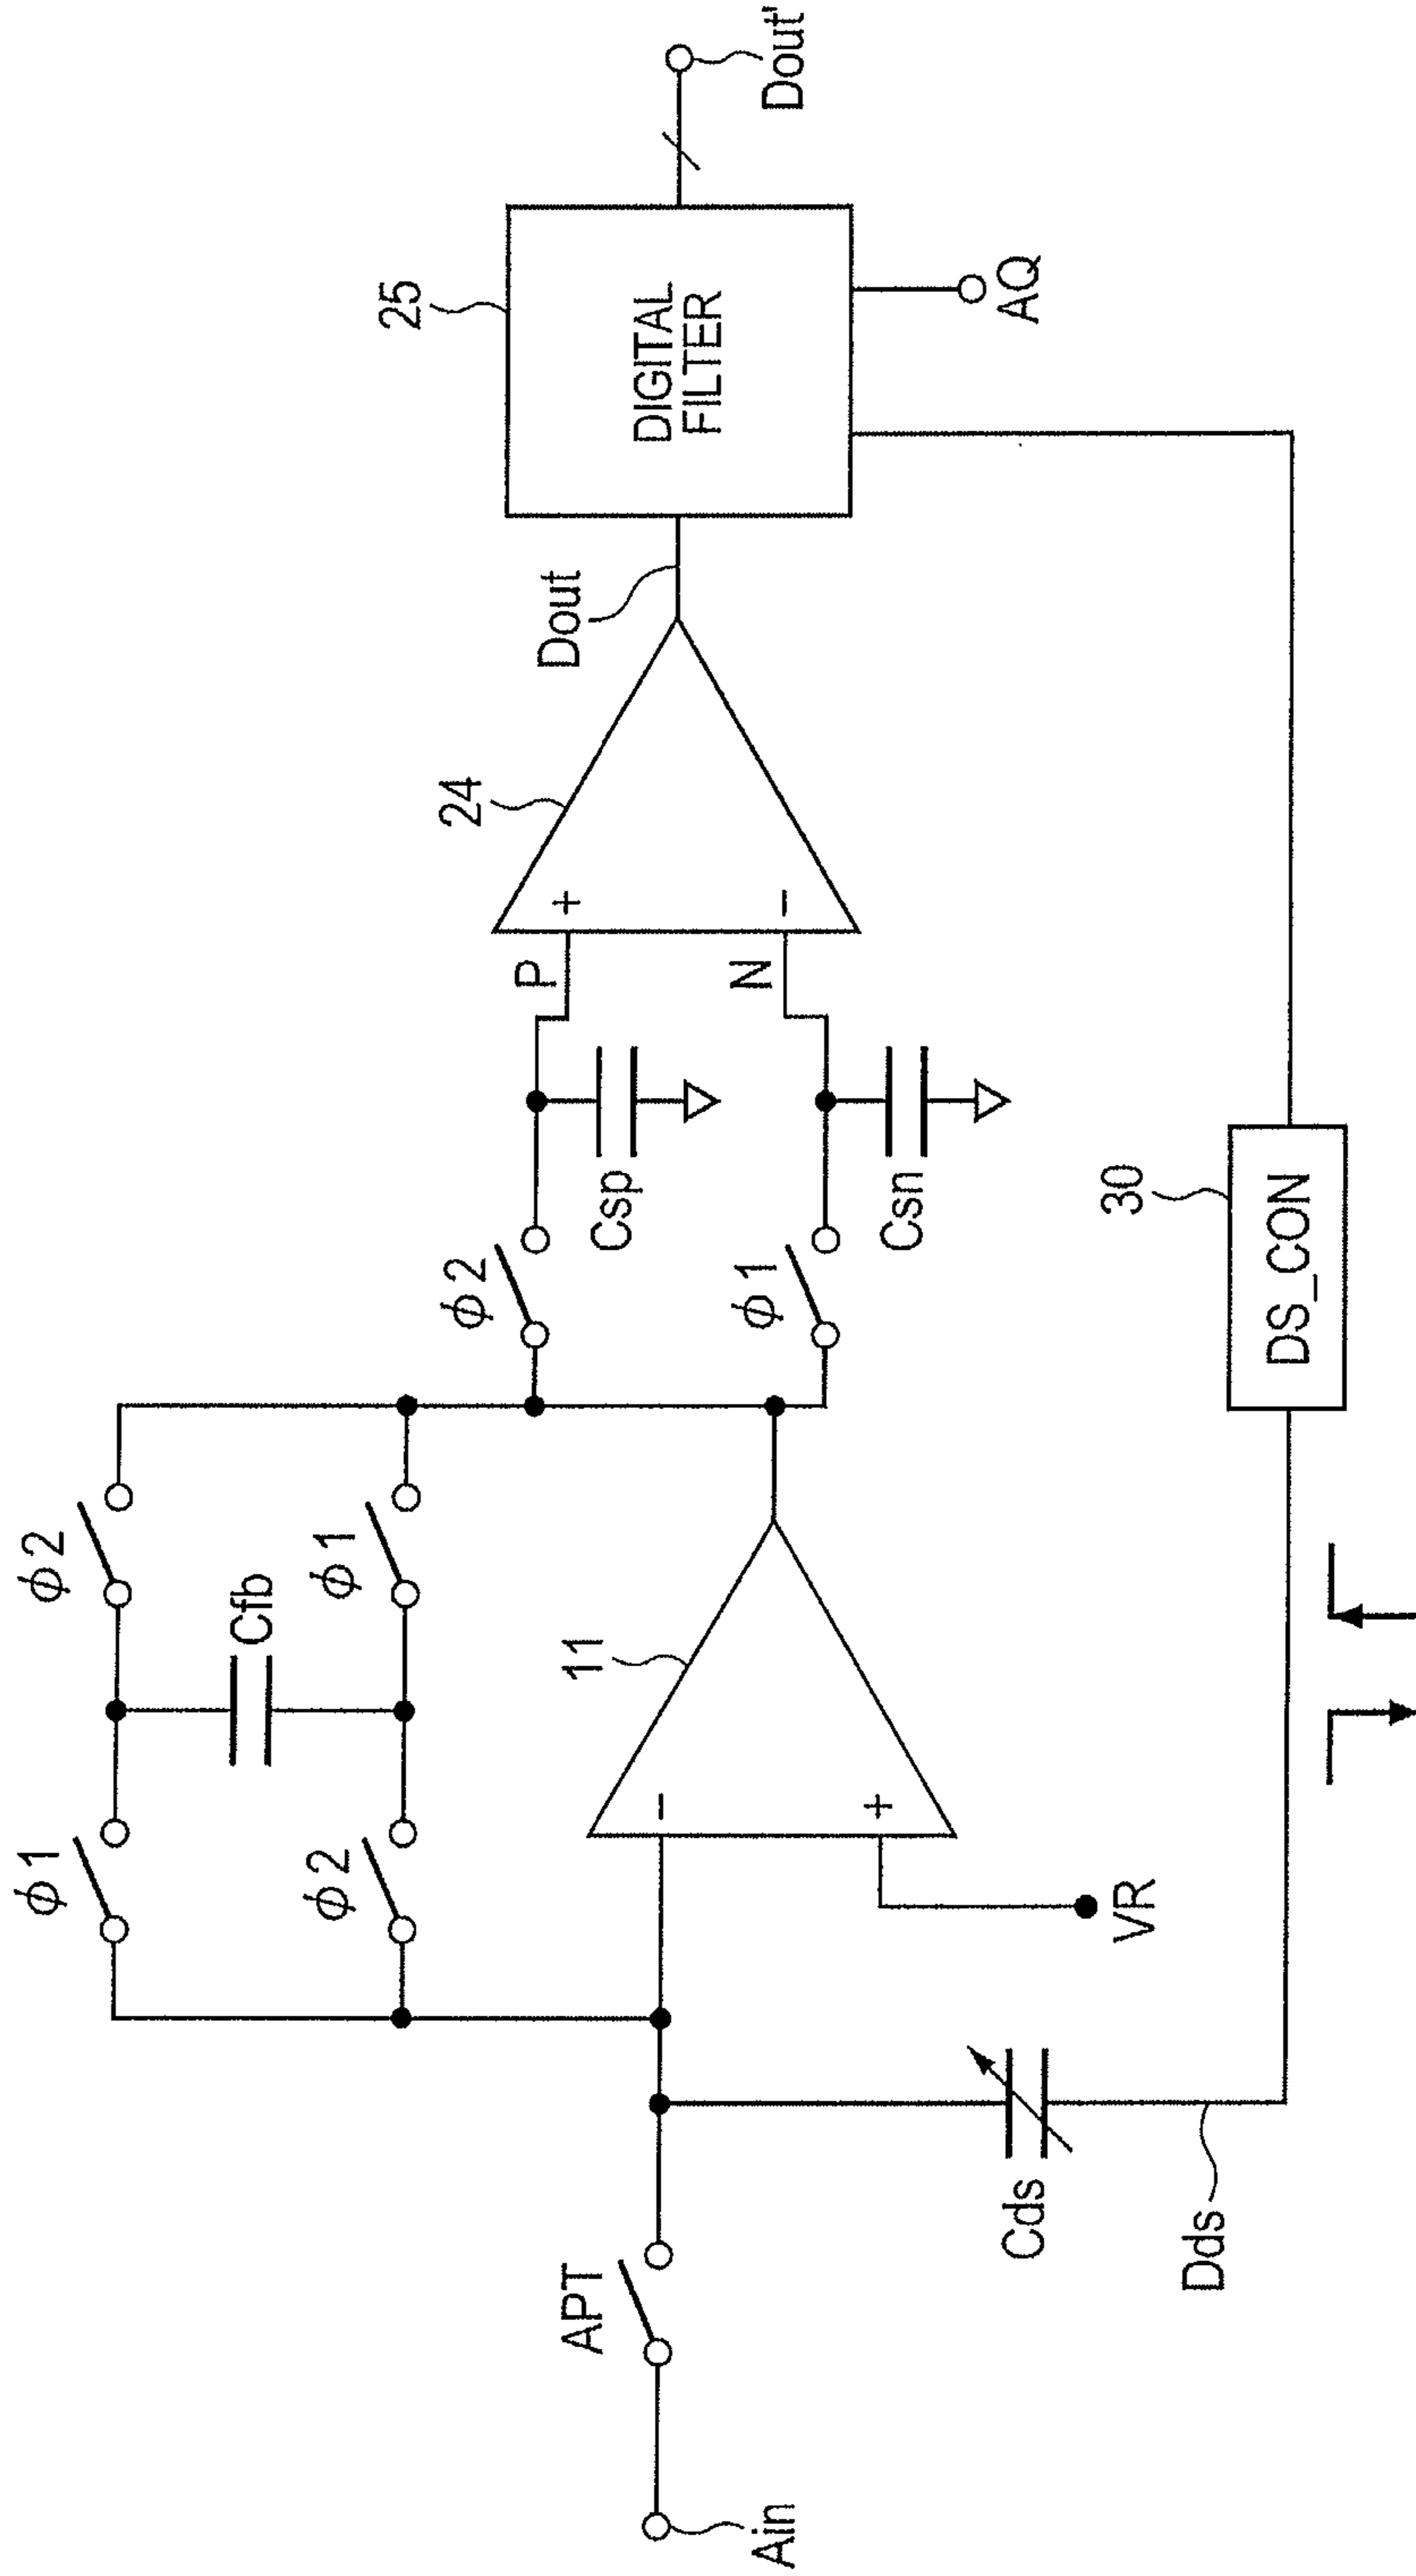 φ1
φ2
Cfb
φ2
φ1
11
-
+
VR
APT
Ain
Cds
Dds
φ2
φ1
Csp
Csn
P
N
+
-
24
Dout
25
DIGITAL
FILTER
AQ
Dout'
30
DS_CON